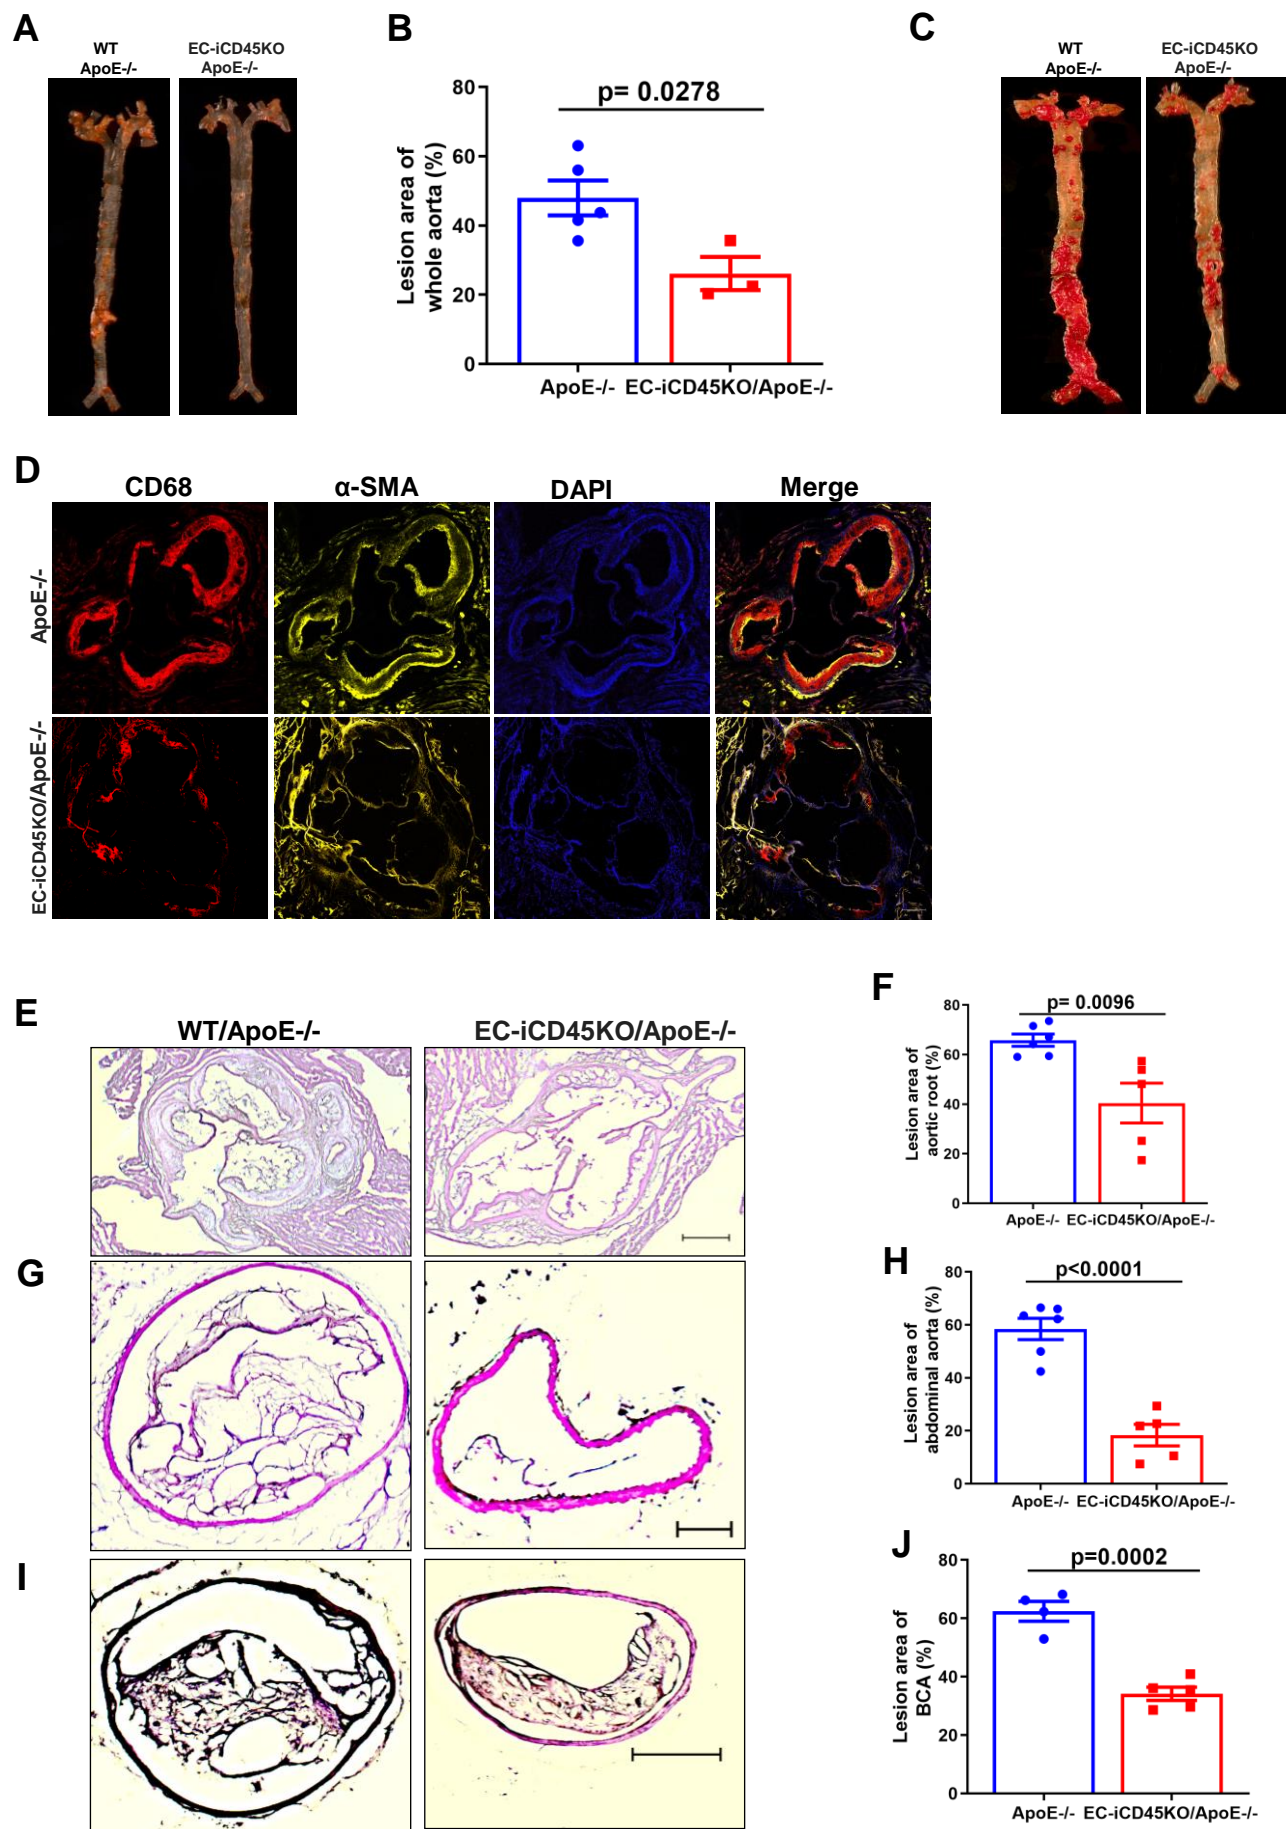 A
WT
ApoE-/-
EC-iCD45KO
ApoE-/-
B
80
60
40
20
0
Lesion area of
whole aorta (%)
p= 0.0278
ApoE-/-
EC-iCD45KO/ApoE-/-
C
WT
ApoE-/-
EC-iCD45KO
ApoE-/-
D
CD68
α-SMA
DAPI
Merge
ApoE-/-
EC-iCD45KO/ApoE-/-
E
WT/ApoE-/-
EC-iCD45KO/ApoE-/-
F
80
60
40
20
0
Lesion area of
aortic root (%)
p= 0.0096
ApoE-/-
EC-iCD45KO/ApoE-/-
G
H
80
60
40
20
0
Lesion area of
abdominal aorta (%)
p<0.0001
ApoE-/-
EC-iCD45KO/ApoE-/-
I
J
80
60
40
20
0
Lesion area of
BCA (%)
p=0.0002
ApoE-/-
EC-iCD45KO/ApoE-/-